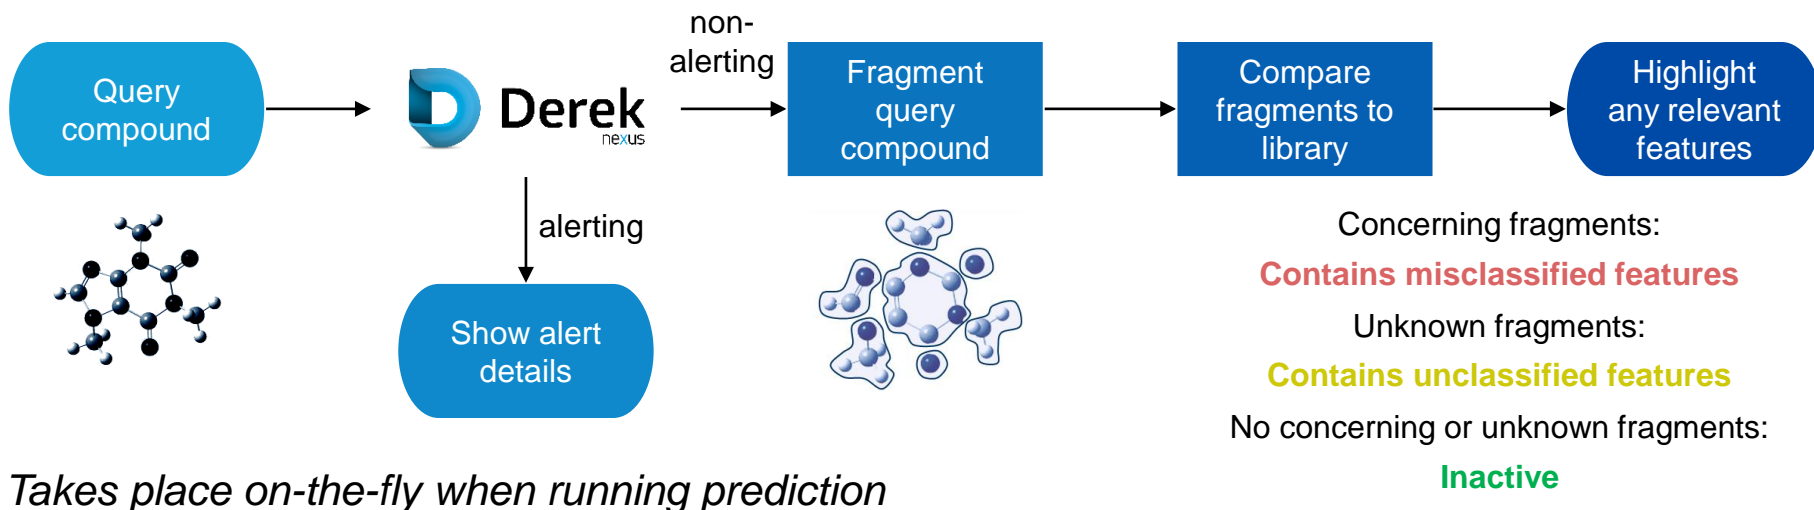 Query
compound
Derek
nexus
non-
alerting
Fragment
query
compound
Compare
fragments to
library
Highlight
any relevant
features
alerting
Show alert
details
Concerning fragments:
Contains misclassified features
Unknown fragments:
Contains unclassified features
No concerning or unknown fragments:
Inactive
Takes place on-the-fly when running prediction